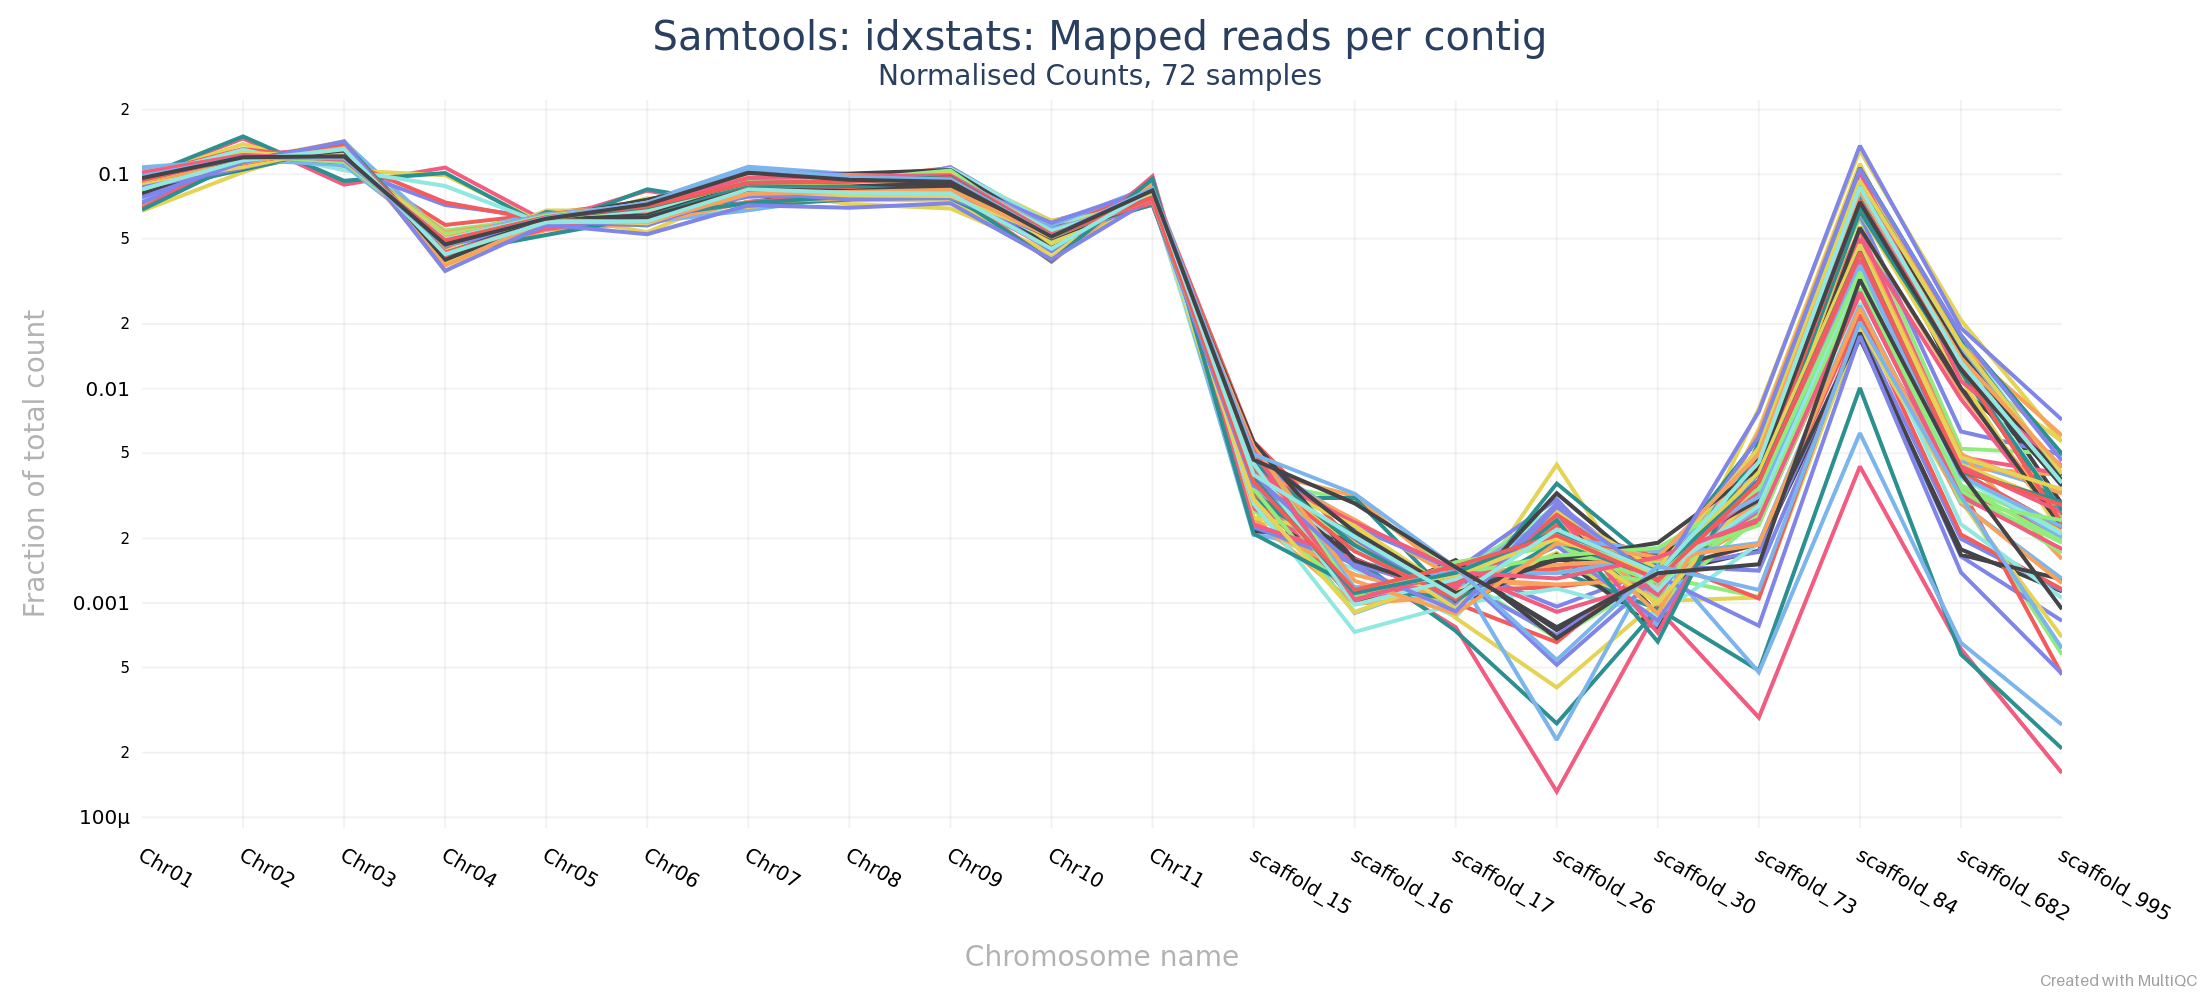 Samtools: idxstats: Mapped reads per contig
Normalised Counts, 72 samples
2
0.1
5
2
0.01
5
2
0.001
5
2
100μ
Fraction of total count
Chr01
Chr02
Chr03
Chr04
Chr05
Chr06
Chr07
Chr08
Chr09
Chr10
Chr11
scaffold_15
scaffold_16
scaffold_17
scaffold_26
scaffold_30
scaffold_73
scaffold_84
scaffold_682
scaffold_995
Chromosome name
Created with MultiQC